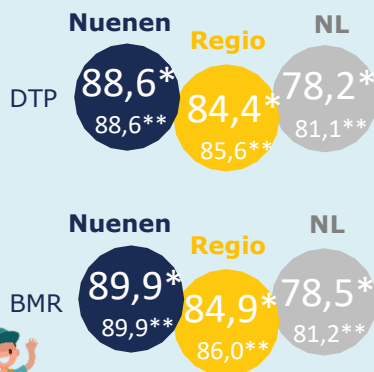 Nuenen Regio NL
DTP 88,6* 84,4* 78,2*
88,6** 85,6** 81,1**
Nuenen Regio NL
BMR 89,9* 84,9* 78,5*
89,9** 86,0** 81,2**